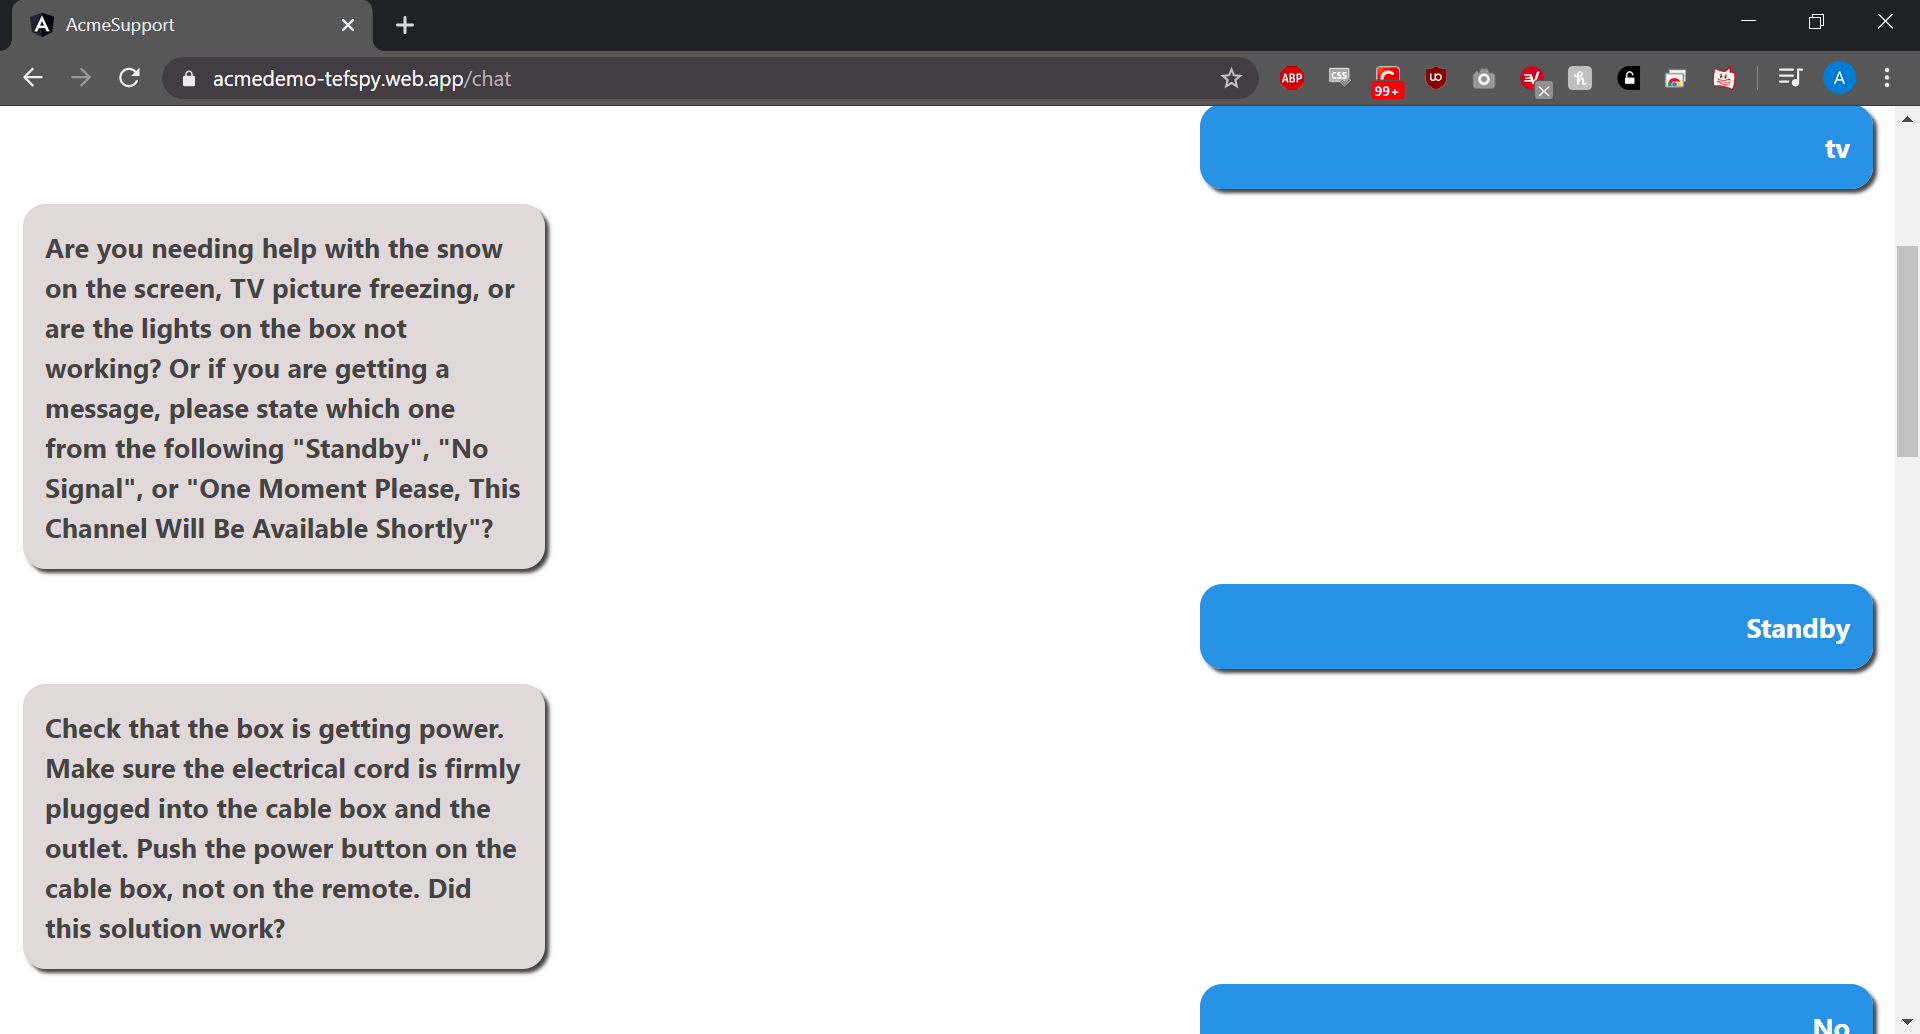 AcmeSupport
acmedemo-tefspy.web.app/chat
ABP
CSS
99+
A
tv
Are you needing help with the snow
on the screen, TV picture freezing, or
are the lights on the box not
working? Or if you are getting a
message, please state which one
from the following "Standby", "No
Signal", or "One Moment Please, This
Channel Will Be Available Shortly"?
Standby
Check that the box is getting power.
Make sure the electrical cord is firmly
plugged into the cable box and the
outlet. Push the power button on the
cable box, not on the remote. Did
this solution work?
No